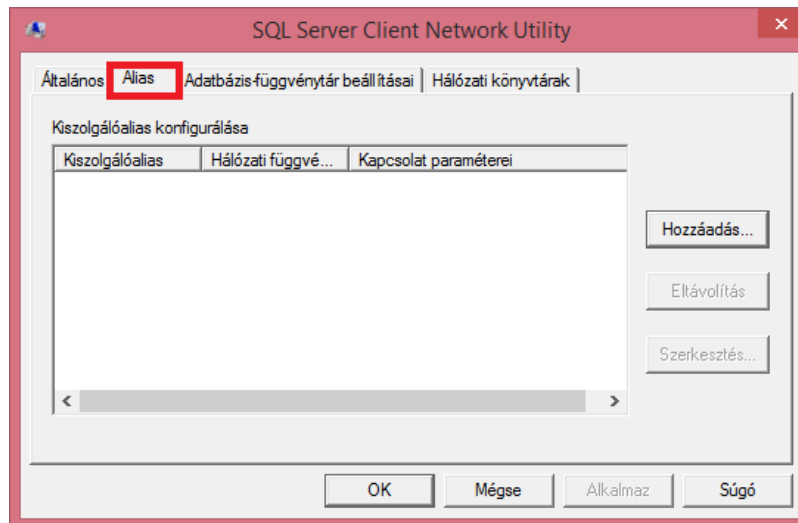 SQL Server Client Network Utility
Általános Alias Adatbázis-függvénytár beállításai Hálózati könyvtárak
Kiszolgálóalias konfigurálása
Kiszolgálóalias Hálózati függvé... Kapcsolat paraméterei
Hozzáadás...
Eltávolítás
Szerkesztés...
OK Mégse Alkalmaz Súgó